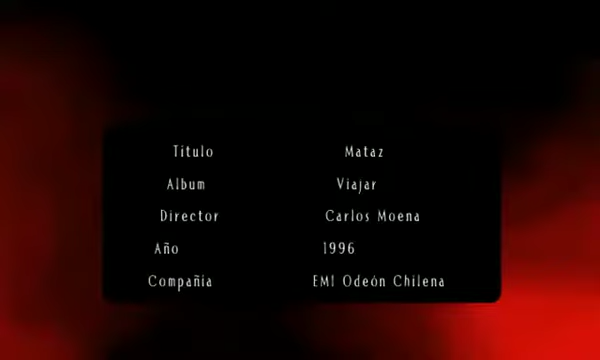 Titulo Mataz
Album Viajar
Director Carlos Moena
Año 1996
Compañia EMI Odeón Chilena